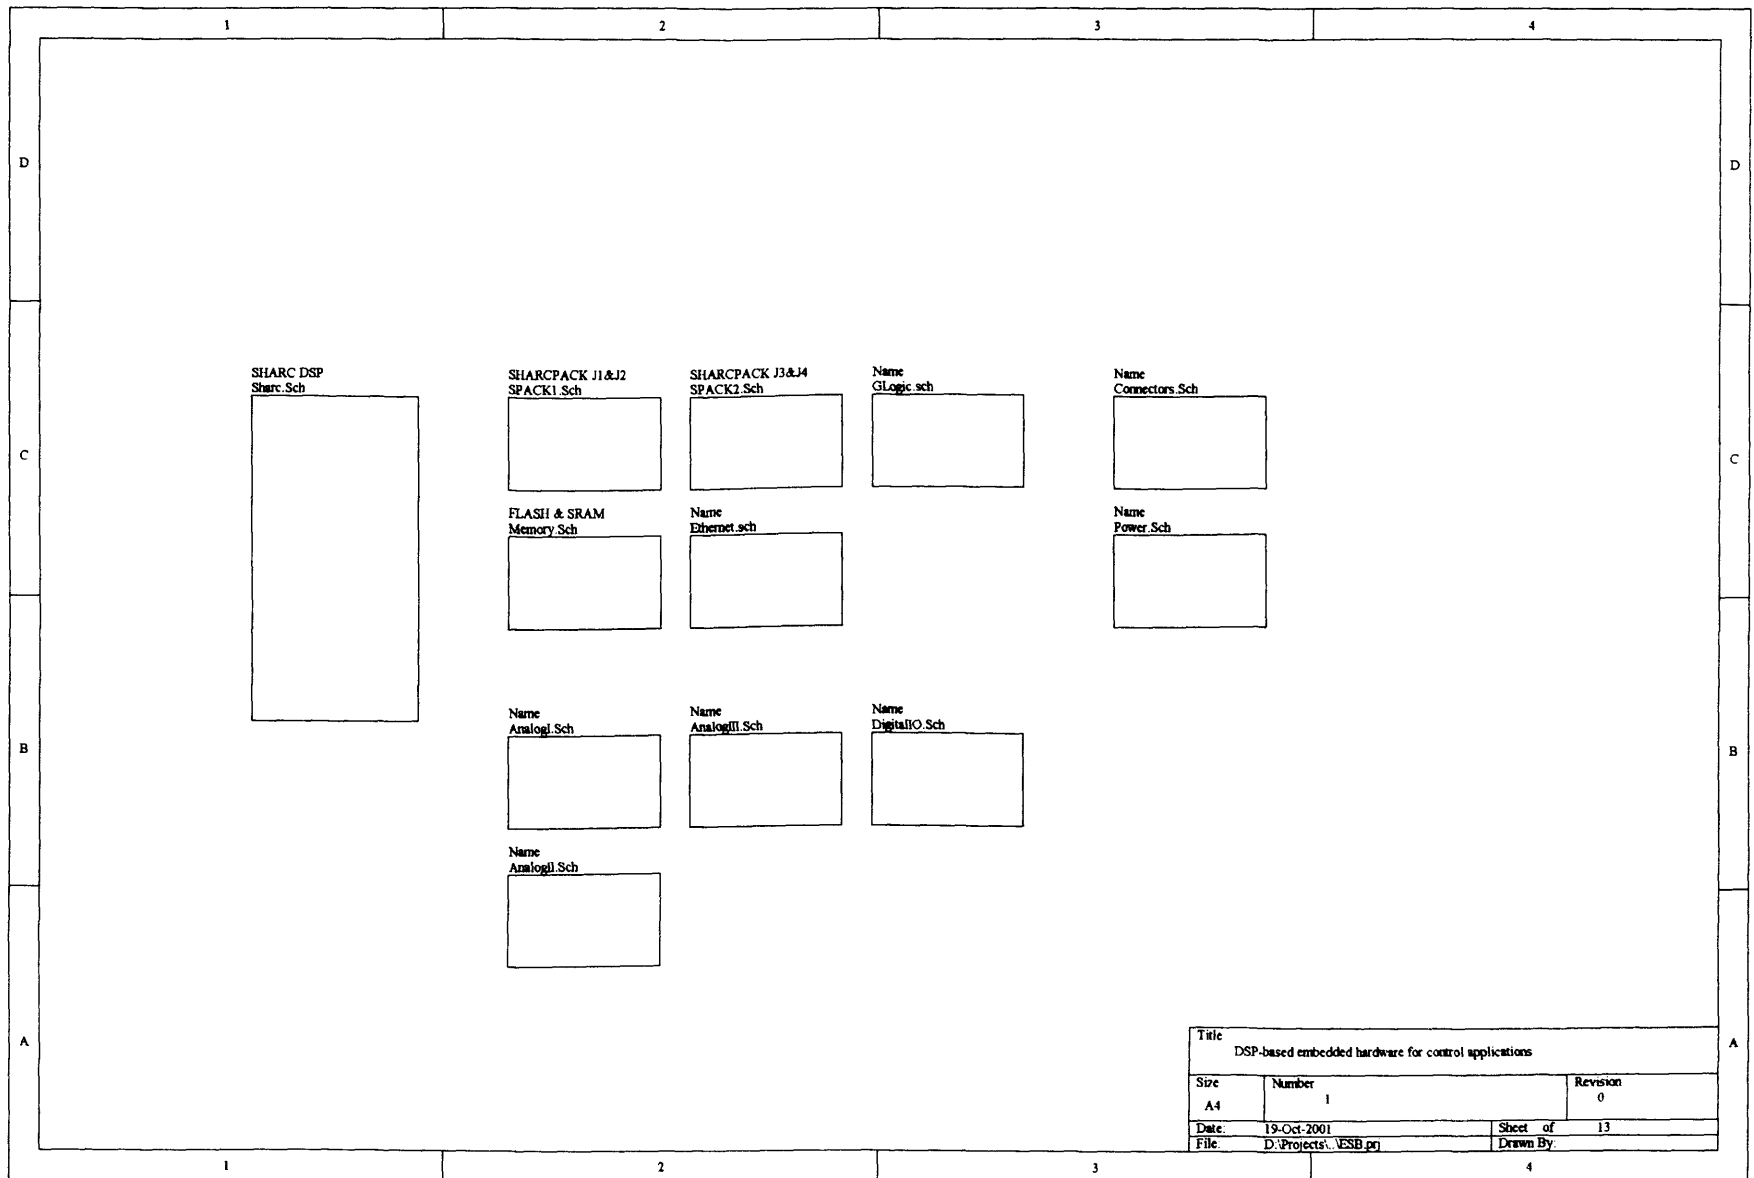 1 2 3 4
D D
SHARC DSP
Sharc.Sch
SHARCPACK J1&J2
SPACK1.Sch
SHARCPACK J3&J4
SPACK2.Sch
Name
GLogic.sch
Name
Connectors.Sch
C C
FLASH & SRAM
Memory.Sch
Name
Ethernet.sch
Name
Power.Sch
Name
AnalogI.Sch
Name
AnalogIII.Sch
Name
DigitalIO.Sch
B B
Name
AnalogII.Sch
A A
Title
DSP-based embedded hardware for control applications
Size Number Revision
A4 1 0
Date: 19-Oct-2001 Sheet of 13
File: D:\Projects\..\ESB.prj Drawn By:
1 2 3 4